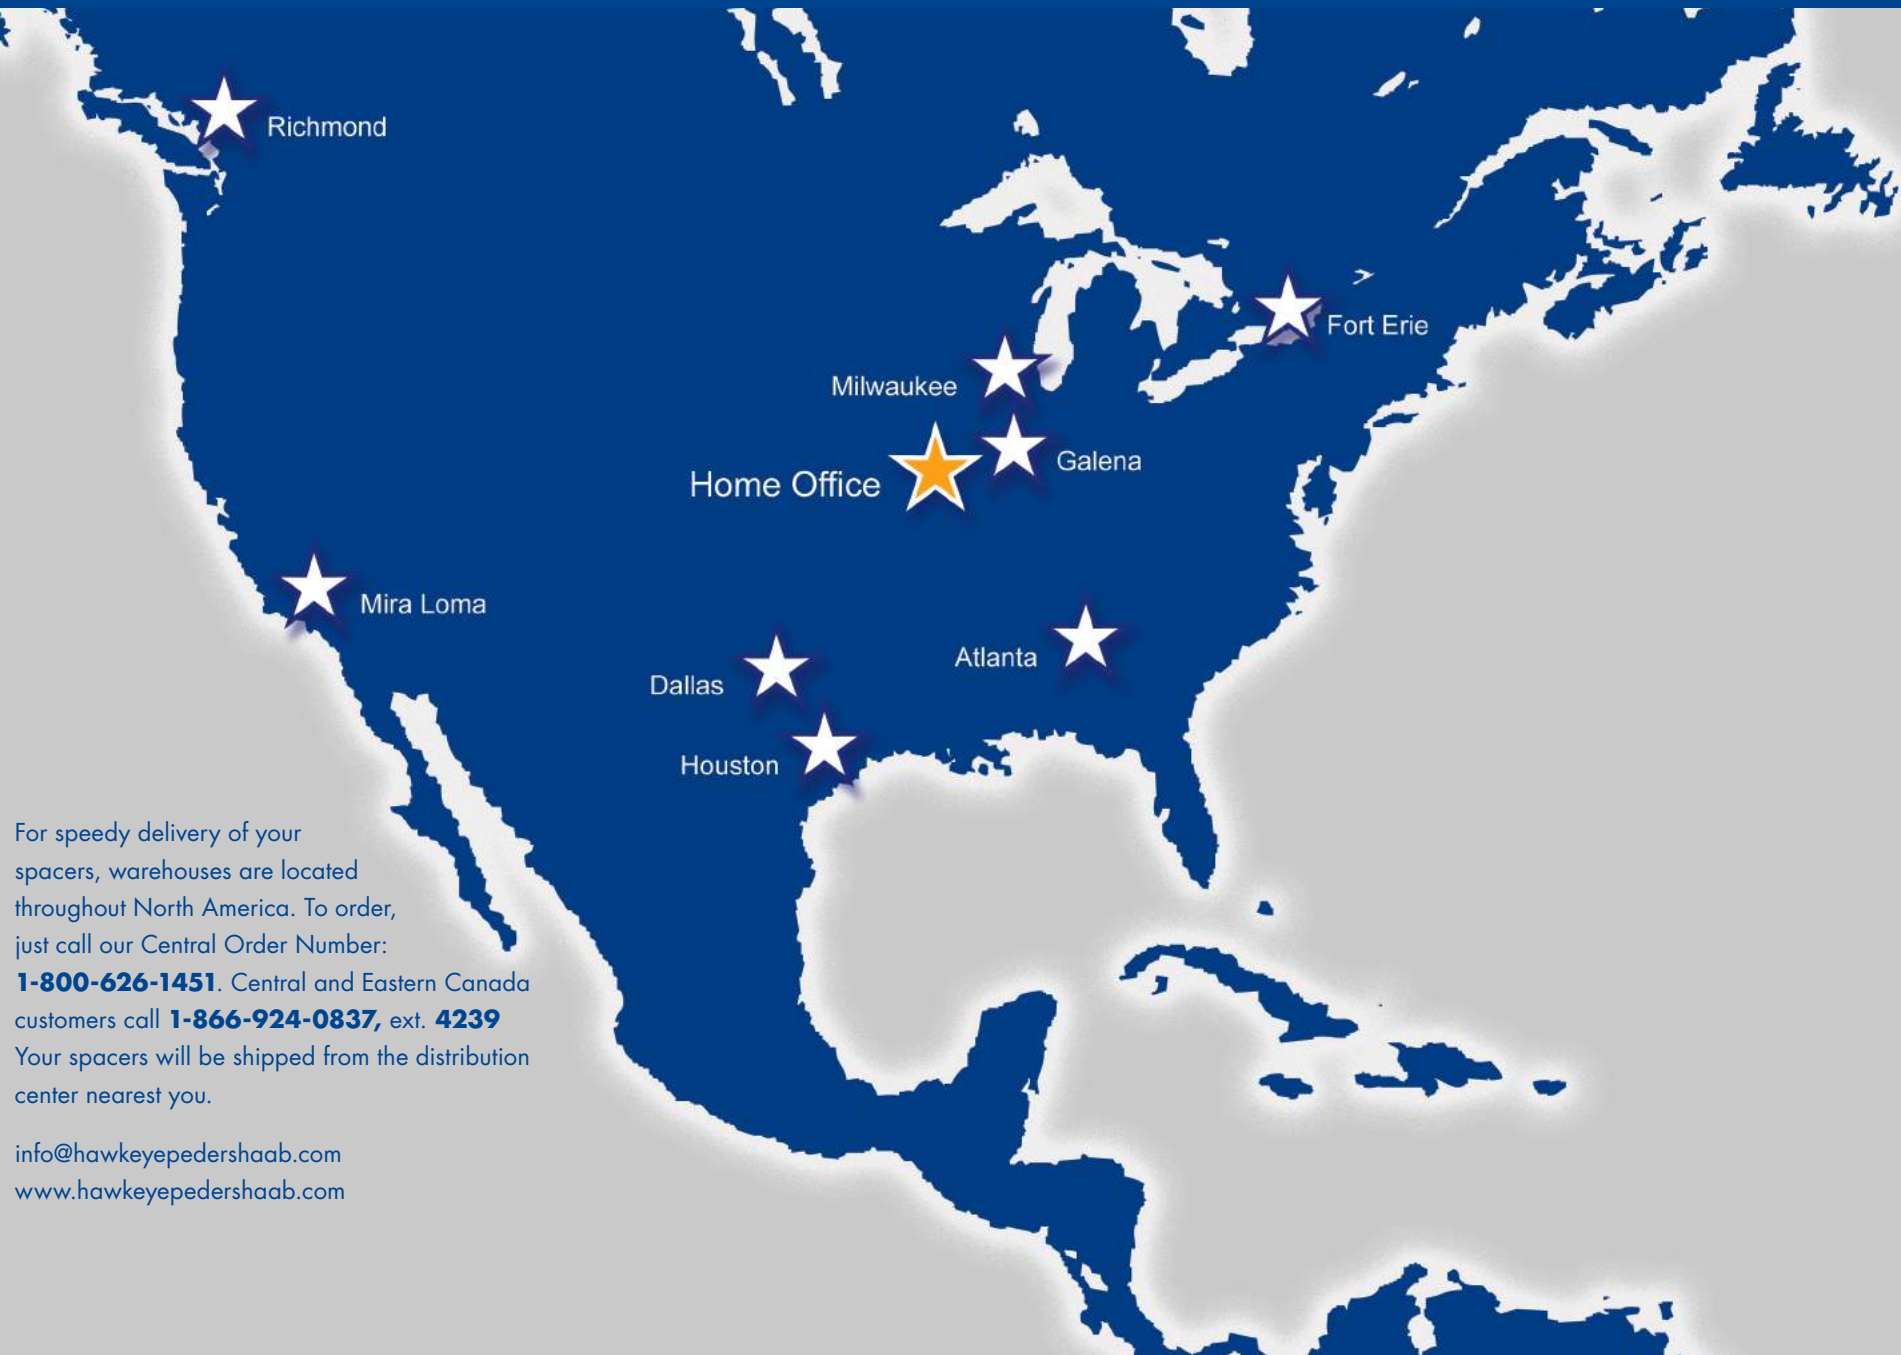 Richmond
Fort Erie
Milwaukee
Galena
Home Office
Mira Loma
Atlanta
Dallas
Houston
For speedy delivery of your
spacers, warehouses are located
throughout North America. To order,
just call our Central Order Number:
1-800-626-1451. Central and Eastern Canada
customers call 1-866-924-0837, ext. 4239
Your spacers will be shipped from the distribution
center nearest you.
info@hawkeyepedershaab.com
www.hawkeyepedershaab.com